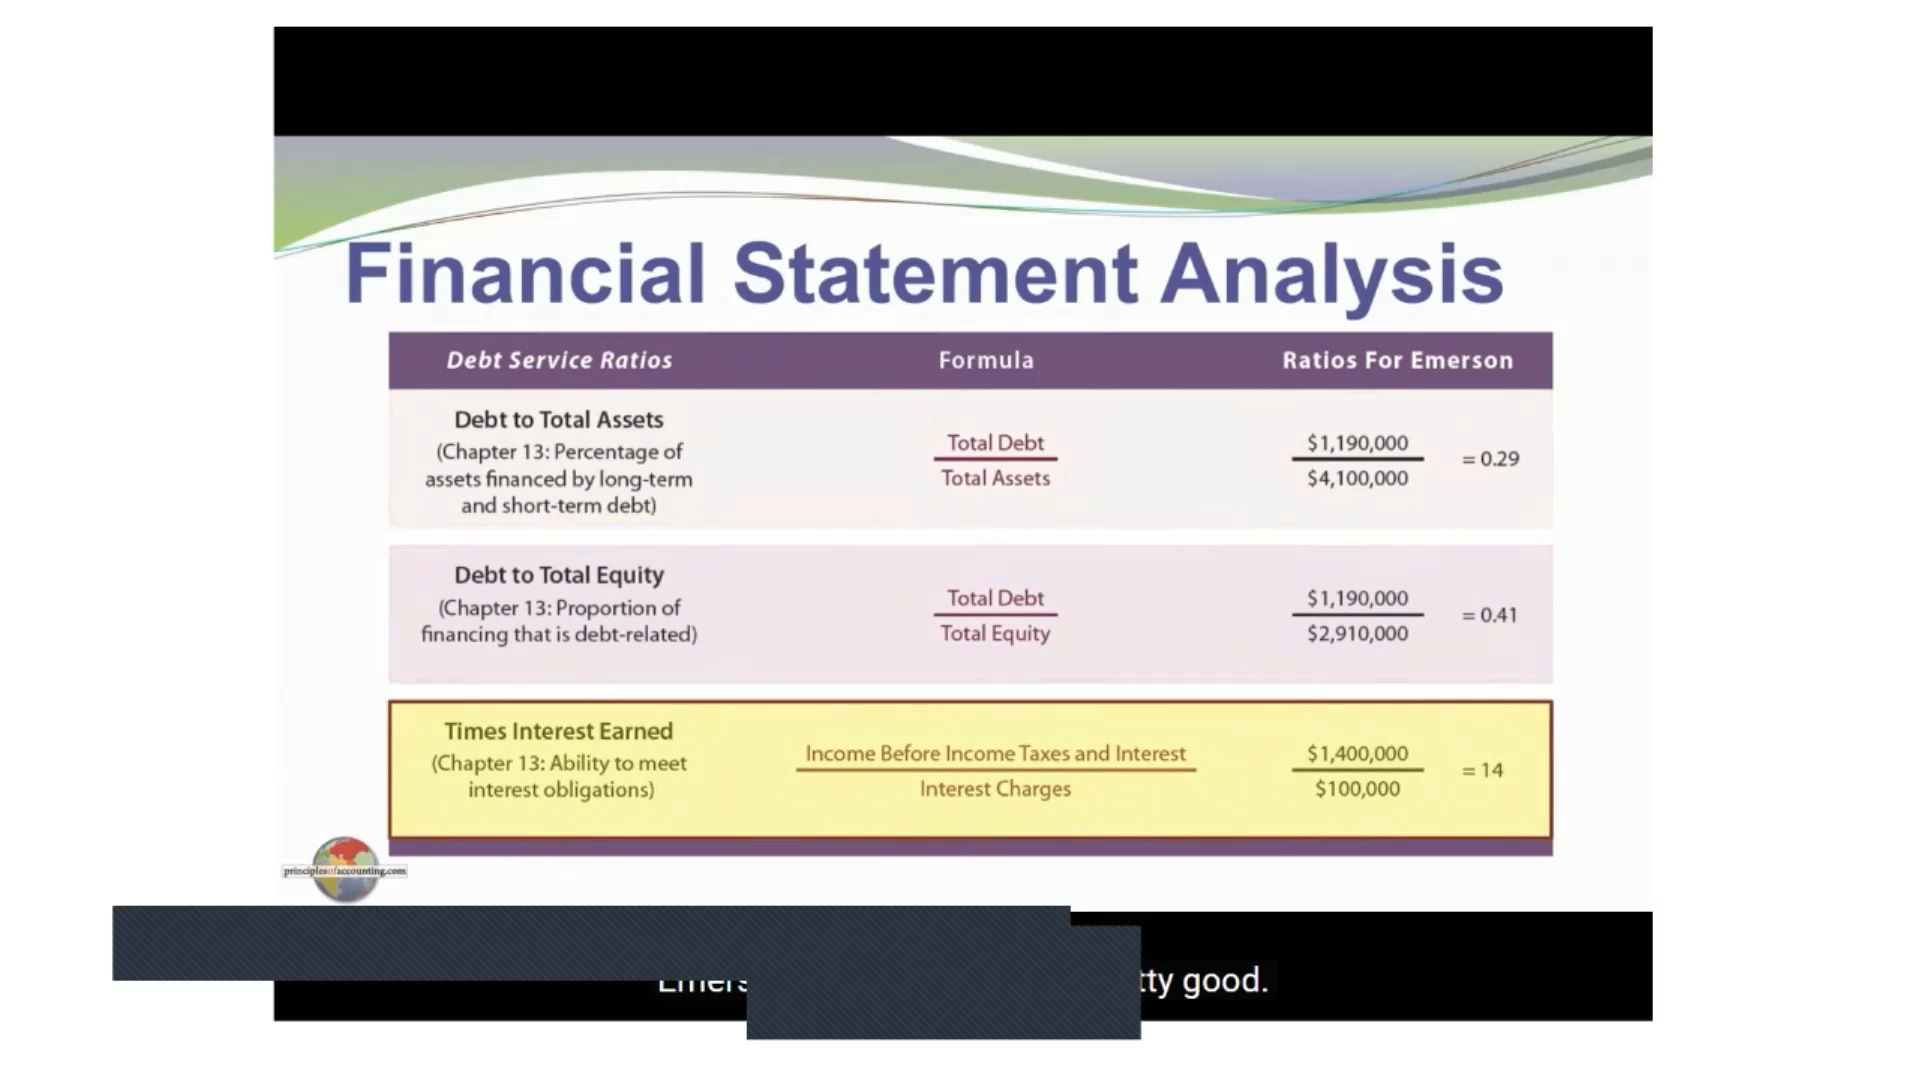 Financial Statement Analysis
Debt Service Ratios Formula Ratios For Emerson
Debt to Total Assets
(Chapter 13: Percentage of
assets financed by long-term
and short-term debt)
Total Debt
Total Assets
$1,190,000
$4,100,000
= 0.29
Debt to Total Equity
(Chapter 13: Proportion of
financing that is debt-related)
Total Debt
Total Equity
$1,190,000
$2,910,000
= 0.41
Times Interest Earned
(Chapter 13: Ability to meet
interest obligations)
Income Before Income Taxes and Interest
Interest Charges
$1,400,000
$100,000
= 14
principlesofaccounting.com
good.